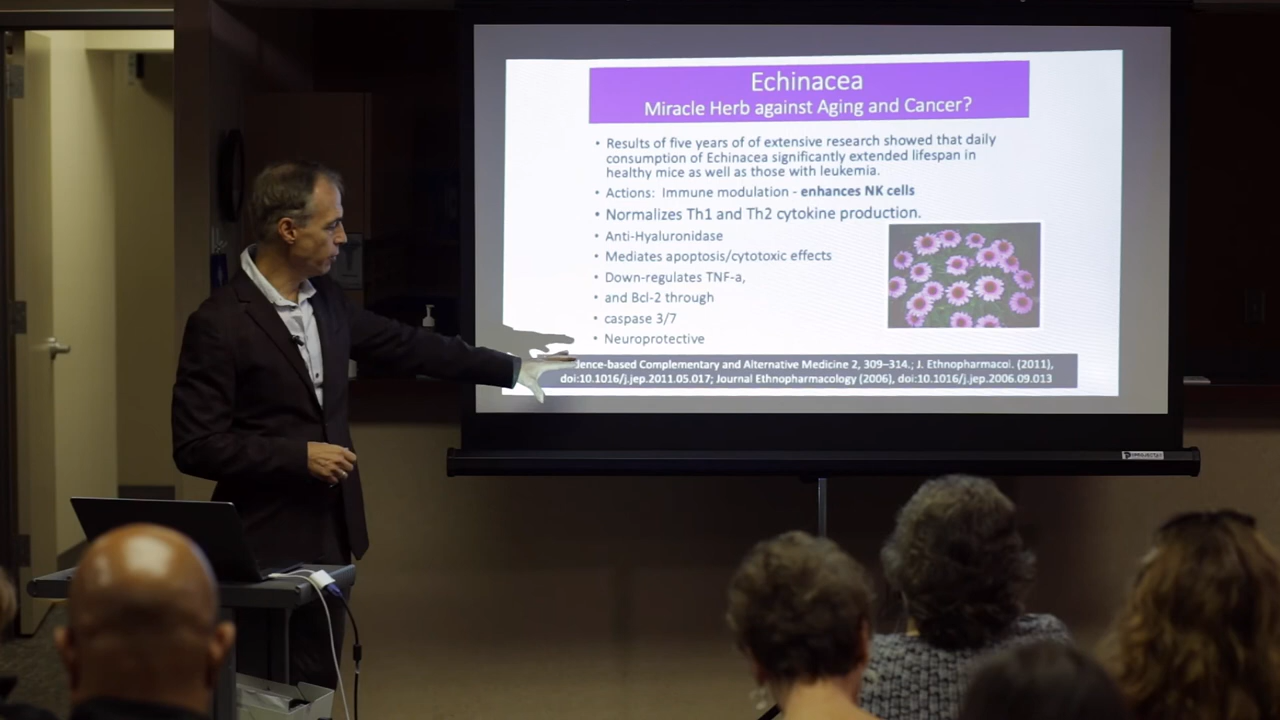 Echinacea
Miracle Herb against Aging and Cancer?
• Results of five years of of extensive research showed that daily
consumption of Echinacea significantly extended lifespan in
healthy mice as well as those with leukemia.
• Actions: Immune modulation - enhances NK cells
• Normalizes Th1 and Th2 cytokine production.
• Anti-Hyaluronidase
• Mediates apoptosis/cytotoxic effects
• Down-regulates TNF-a,
• and Bcl-2 through
• caspase 3/7
• Neuroprotective
dence-based Complementary and Alternative Medicine 2, 309–314.; J. Ethnopharmacol. (2011),
doi:10.1016/j.jep.2011.05.017; Journal Ethnopharmacology (2006), doi:10.1016/j.jep.2006.09.013